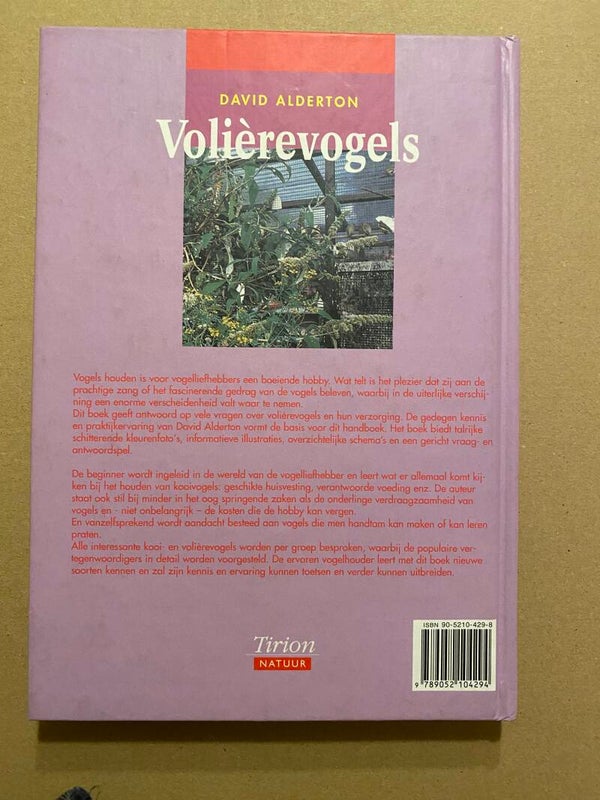 DAVID ALDERTON
Volièrevogels
Vogels houden is voor vogelliefhebbers een boeiende hobby. Wat telt is het plezier dat zij aan de
prachtige zang of het fascinerende gedrag van de vogels beleven, waarbij in de uiterlijke verschij-
ning een enorme verscheidenheid valt waar te nemen.
Dit boek geeft antwoord op vele vragen over volièrevogels en hun verzorging. De gedegen kennis
en praktijkervaring van David Alderton vormt de basis voor dit handboek. Het boek biedt talrijke
schitterende kleurenfoto's, informatieve illustraties, overzichtelijke schema's en een gericht vraag- en
antwoordspel.
De beginner wordt ingeleid in de wereld van de vogelliefhebber en leert wat er allemaal komt kij-
ken bij het houden van kooivogels: geschikte huisvesting, verantwoorde voeding enz. De auteur
staat ook stil bij minder in het oog springende zaken als de onderlinge verdraagzaamheid van
vogels en - niet onbelangrijk – de kosten die de hobby kan vergen.
En vanzelfsprekend wordt aandacht besteed aan vogels die men handtam kan maken of kan leren
praten.
Alle interessante kooi- en volièrevogels worden per groep besproken, waarbij de populaire ver-
tegenwoordigers in detail worden voorgesteld. De ervaren vogelhouder leert met dit boek nieuwe
soorten kennen en zal zijn kennis en ervaring kunnen toetsen en verder kunnen uitbreiden.
ISBN 90-5210-429-8
Tirion
NATUUR
9 789052 104294